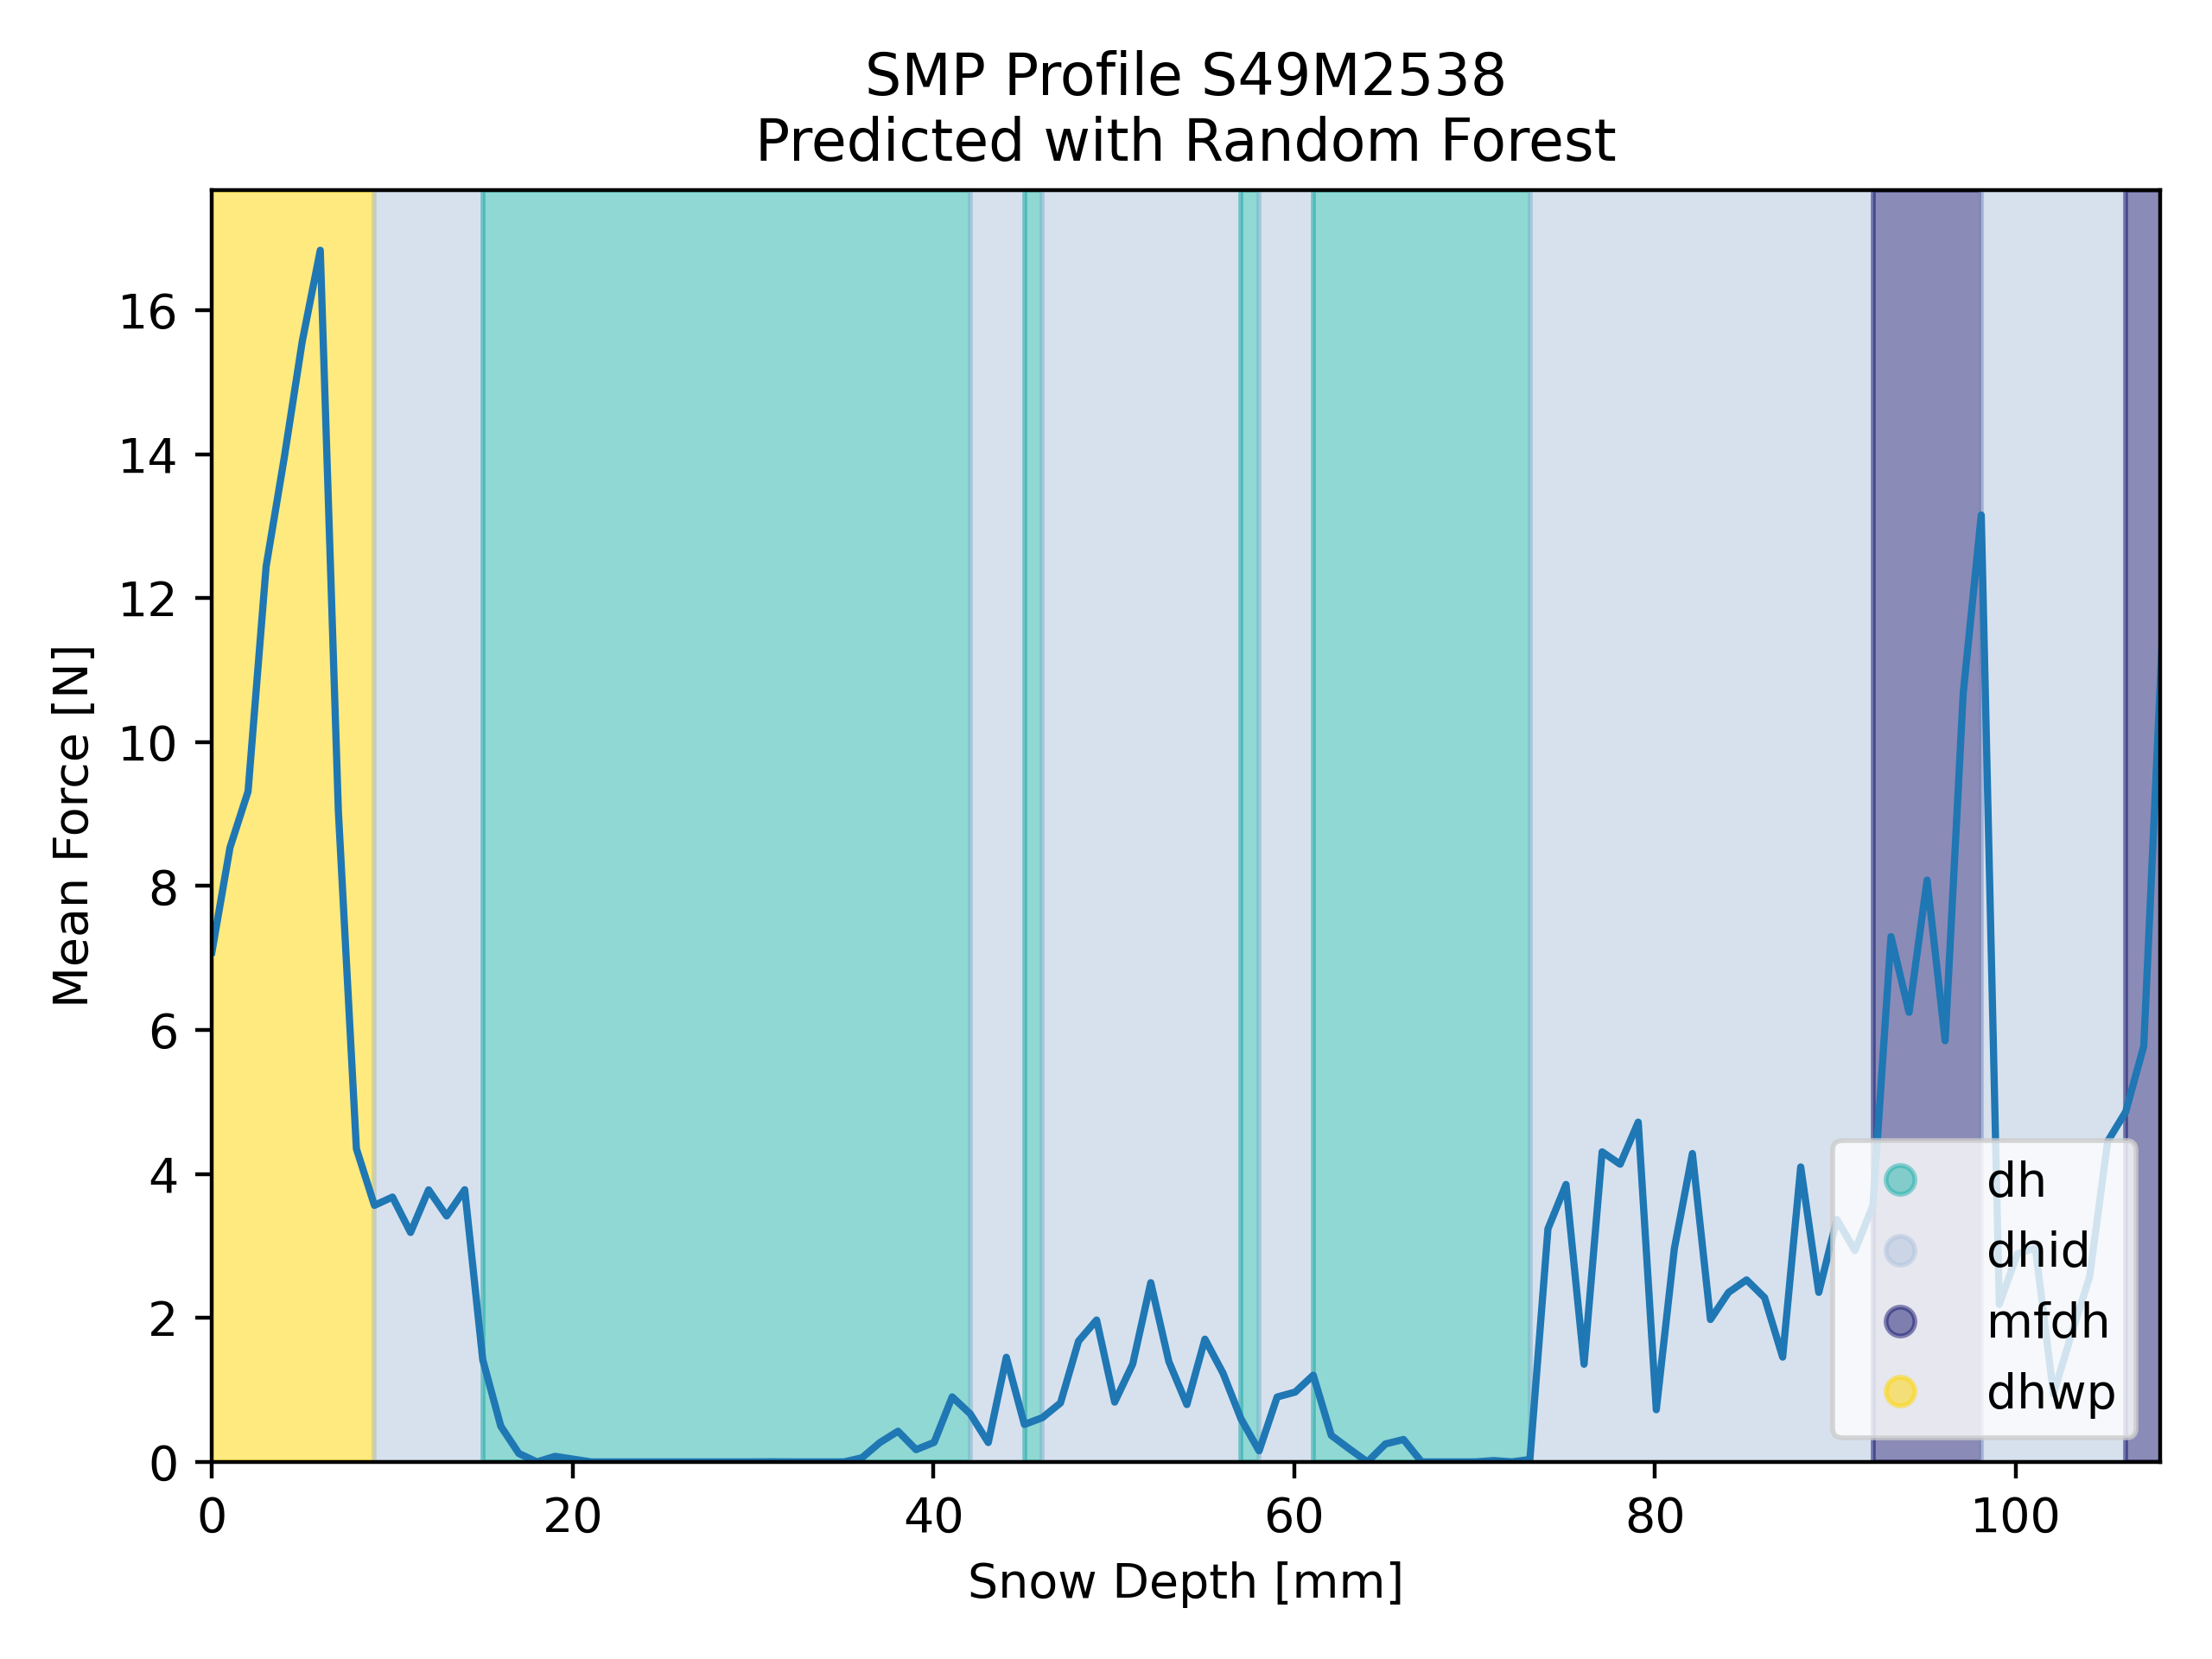 SMP Profile S49M2538
Predicted with Random Forest
Mean Force [N]
16
14
12
10
8
6
4
2
0
dh
dhid
mfdh
dhwp
0 20 40 60 80 100
Snow Depth [mm]